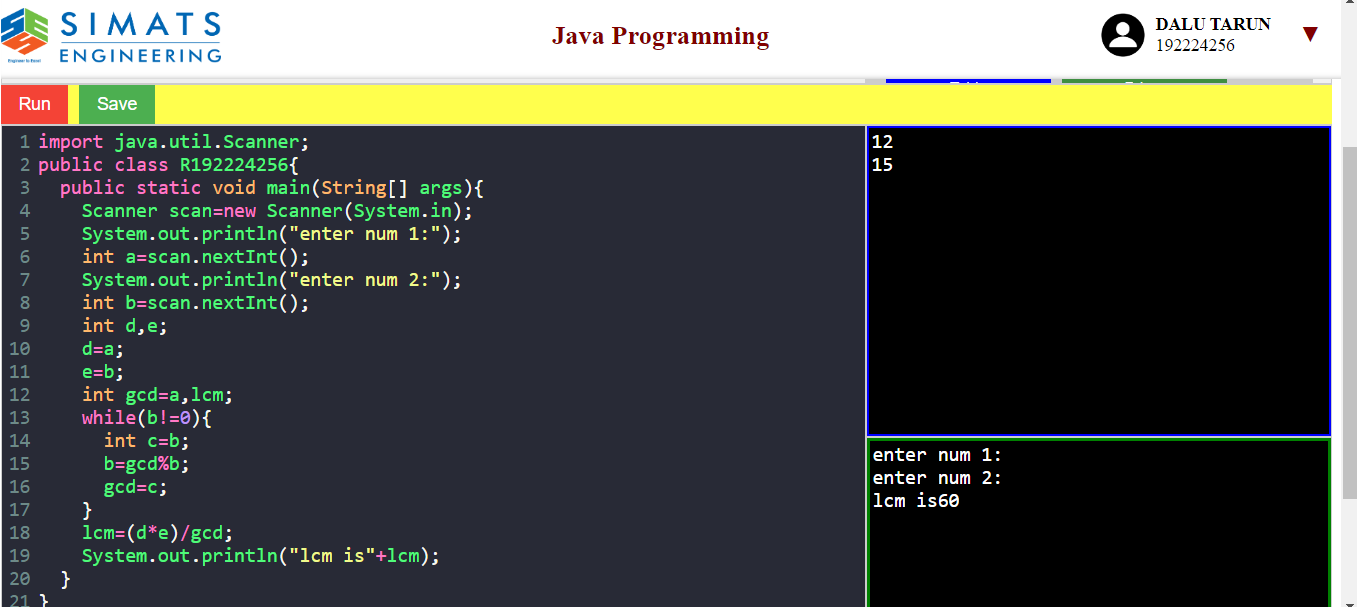 SIMATS
ENGINEERING
Engineer to Excel
Java Programming
DALU TARUN
192224256
▼
Run Save
1 import java.util.Scanner;
2 public class R192224256{
3   public static void main(String[] args){
4     Scanner scan=new Scanner(System.in);
5     System.out.println("enter num 1:");
6     int a=scan.nextInt();
7     System.out.println("enter num 2:");
8     int b=scan.nextInt();
9     int d,e;
10     d=a;
11     e=b;
12     int gcd=a,lcm;
13     while(b!=0){
14       int c=b;
15       b=gcd%b;
16       gcd=c;
17     }
18     lcm=(d*e)/gcd;
19     System.out.println("lcm is"+lcm);
20   }
21 }
12
15
enter num 1:
enter num 2:
lcm is60